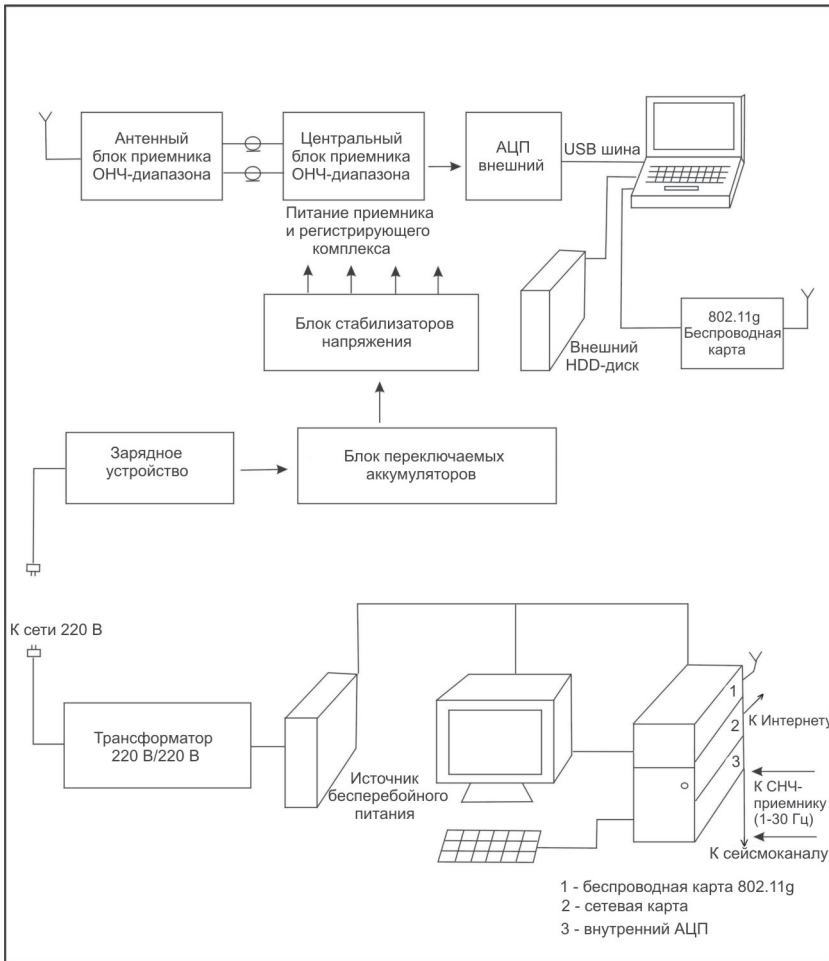 Антенный
блок приемника
ОНЧ-диапазона
Центральный
блок приемника
ОНЧ-диапазона
АЦП
внешний
USB шина
Питание приемника
и регистрирующего
комплекса
Блок стабилизаторов
напряжения
Внешний
HDD-диск
802.11g
Беспроводная
карта
Зарядное
устройство
Блок переключаемых
аккумуляторов
К сети 220 В
Трансформатор
220 В/220 В
Источник
бесперебойного
питания
1
2
3
К Интернету
К СНЧ-
приемнику
(1-30 Гц)
К сейсмоканалу
1 - беспроводная карта 802.11g
2 - сетевая карта
3 - внутренний АЦП